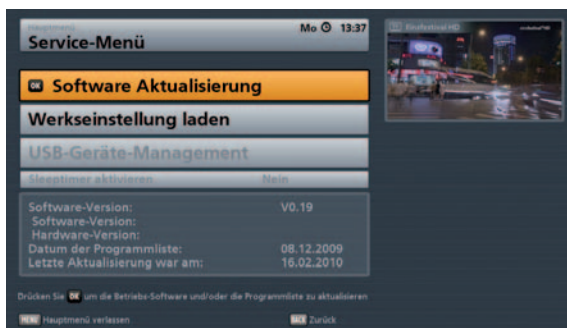 Hauptmenü
Service-Menü
Mo 13:37
Kinofestival HD
OK Software Aktualisierung
Werkseinstellung laden
USB-Geräte-Management
Sleeptimer aktivieren Nein
Software-Version: V0.19
Software-Version:
Hardware-Version:
Datum der Programmliste: 08.12.2009
Letzte Aktualisierung war am: 16.02.2010
Drücken Sie OK um die Betriebs-Software und/oder die Programmliste zu aktualisieren
MENU Hauptmenü verlassen
BACK Zurück